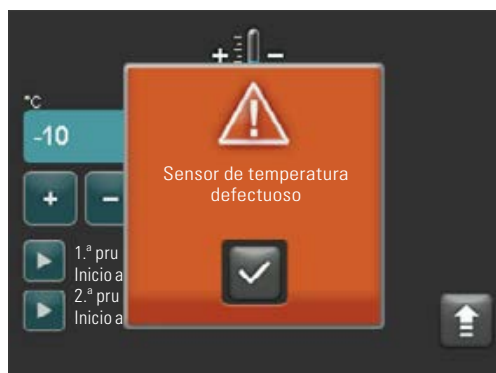 + –
°C
-10
+ –
Sensor de temperatura
defectuoso
1.ª pru
Inicio a
2.ª pru
Inicio a